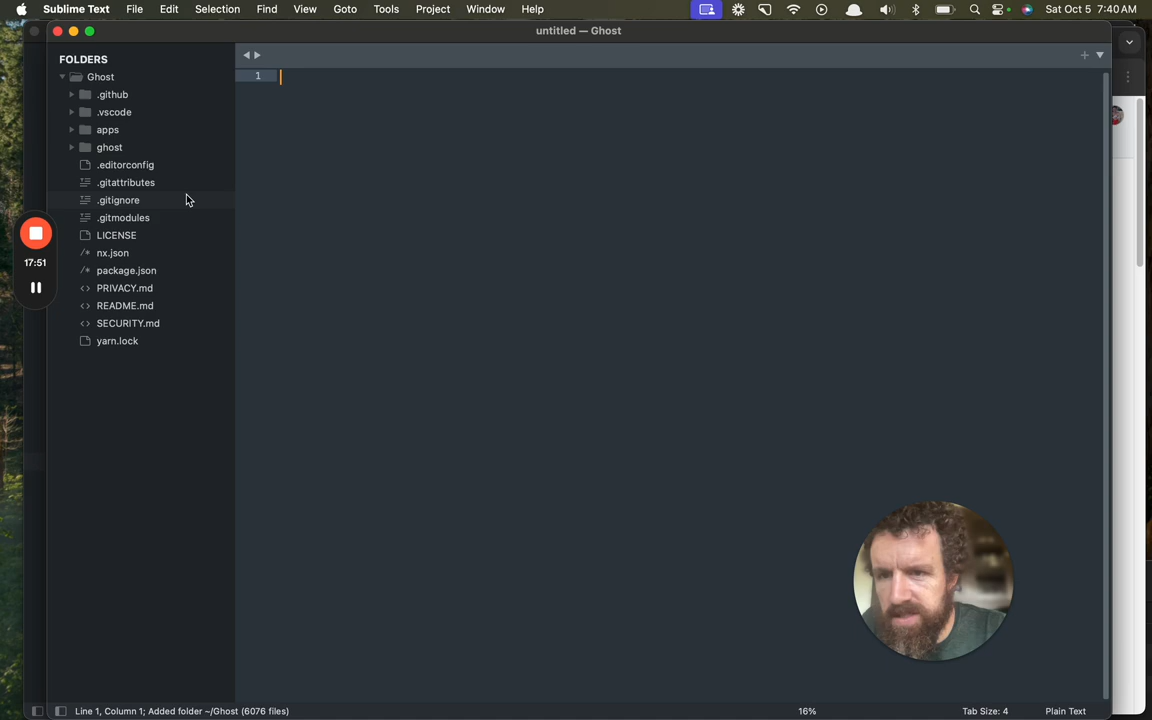 Sublime Text File Edit Selection Find View Goto Tools Project Window Help Sat Oct 5 7:40 AM
untitled — Ghost
FOLDERS
Ghost
.github
.vscode
apps
ghost
.editorconfig
.gitattributes
.gitignore
.gitmodules
LICENSE
nx.json
package.json
PRIVACY.md
README.md
SECURITY.md
yarn.lock
1
17:51
Line 1, Column 1; Added folder ~/Ghost (6076 files) 16% Tab Size: 4 Plain Text